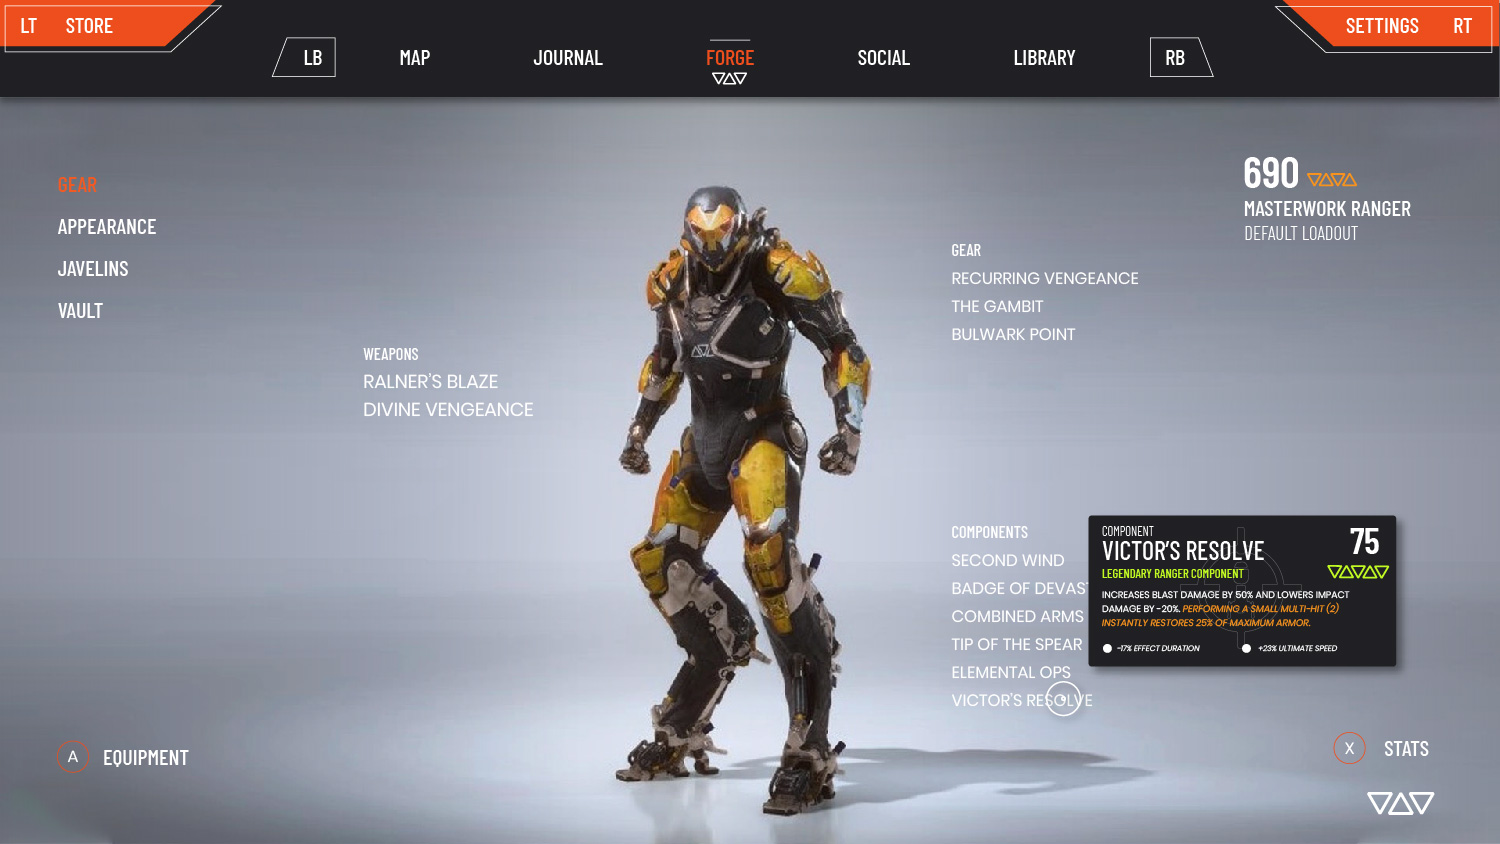 LT STORE
SETTINGS RT
LB MAP JOURNAL FORGE SOCIAL LIBRARY RB
GEAR
APPEARANCE
JAVELINS
VAULT
690
MASTERWORK RANGER
DEFAULT LOADOUT
WEAPONS
RALNER'S BLAZE
DIVINE VENGEANCE
GEAR
RECURRING VENGEANCE
THE GAMBIT
BULWARK POINT
COMPONENTS
SECOND WIND
BADGE OF DEVAST
COMBINED ARMS
TIP OF THE SPEAR
ELEMENTAL OPS
VICTOR'S RESOLVE
COMPONENT
VICTOR'S RESOLVE
75
LEGENDARY RANGER COMPONENT
INCREASES BLAST DAMAGE BY 50% AND LOWERS IMPACT
DAMAGE BY -20%. PERFORMING A SMALL MULTI-HIT (2)
INSTANTLY RESTORES 25% OF MAXIMUM ARMOR.
-17% EFFECT DURATION +23% ULTIMATE SPEED
A EQUIPMENT
X STATS